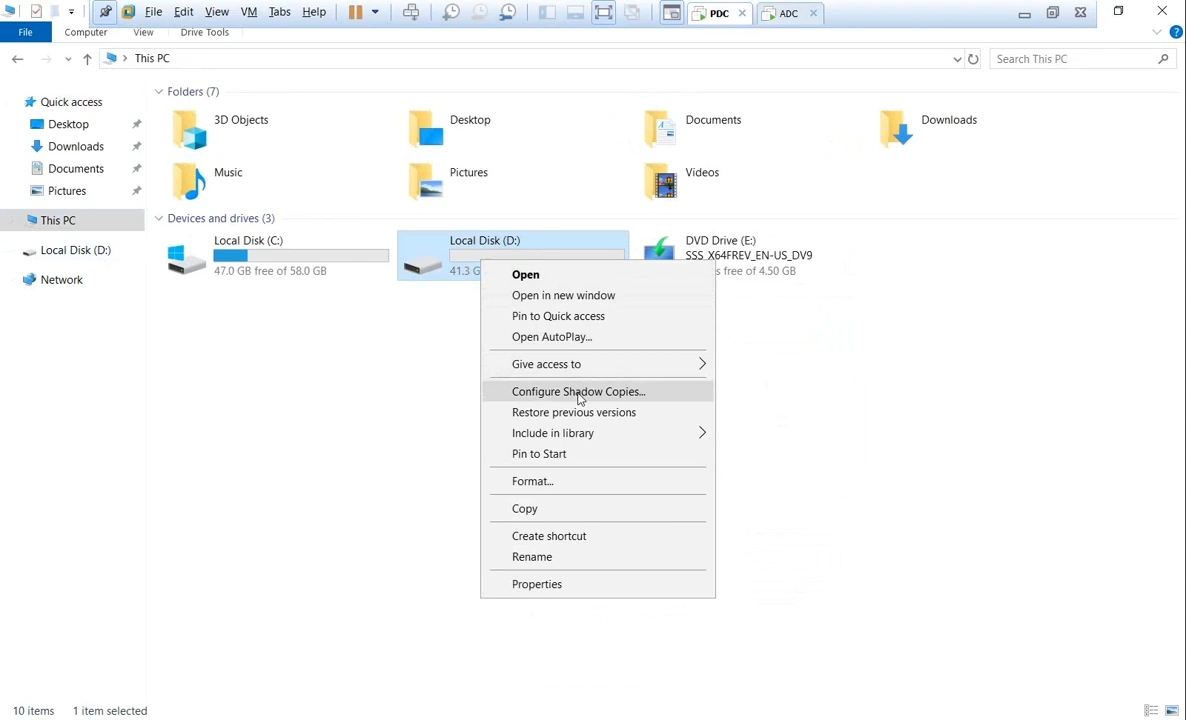 File Edit View VM Tabs Help PDC ADC
File Computer View Drive Tools
This PC Search This PC
Quick access
Desktop
Downloads
Documents
Pictures
This PC
Local Disk (D:)
Network
Folders (7)
3D Objects Desktop Documents Downloads
Music Pictures Videos
Devices and drives (3)
Local Disk (C:) Local Disk (D:) DVD Drive (E:)
SSS_X64FREV_EN-US_DV9
47.0 GB free of 58.0 GB 41.3 G s free of 4.50 GB
Open
Open in new window
Pin to Quick access
Open AutoPlay...
Give access to
Configure Shadow Copies...
Restore previous versions
Include in library
Pin to Start
Format...
Copy
Create shortcut
Rename
Properties
10 items 1 item selected